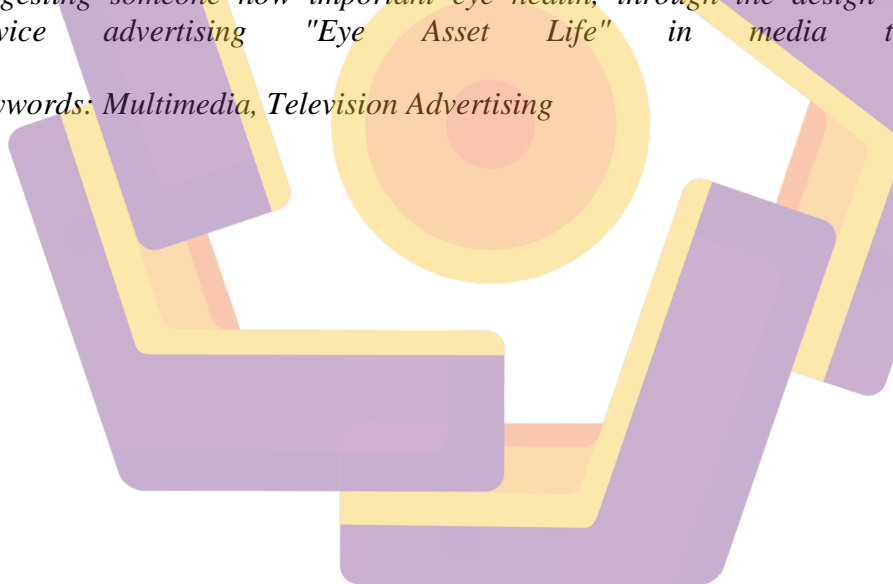 gesting someone how important eye health, through the design
vice advertising "Eye Asset Life" in media t
ywords: Multimedia, Television Advertising